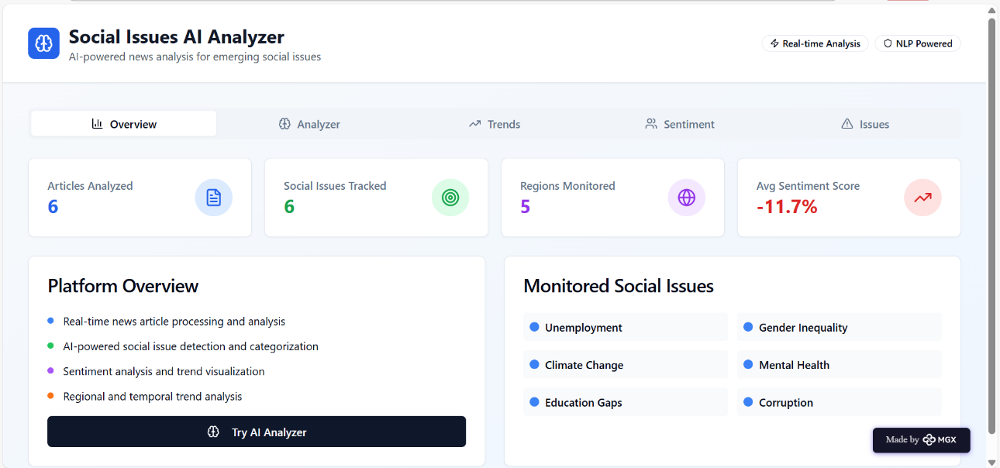 Social Issues AI Analyzer
AI-powered news analysis for emerging social issues
Real-time Analysis
NLP Powered
Overview
Analyzer
Trends
Sentiment
Issues
Articles Analyzed
6
Social Issues Tracked
6
Regions Monitored
5
Avg Sentiment Score
-11.7%
Platform Overview
Real-time news article processing and analysis
AI-powered social issue detection and categorization
Sentiment analysis and trend visualization
Regional and temporal trend analysis
Try AI Analyzer
Monitored Social Issues
Unemployment
Gender Inequality
Climate Change
Mental Health
Education Gaps
Corruption
Made by MGX